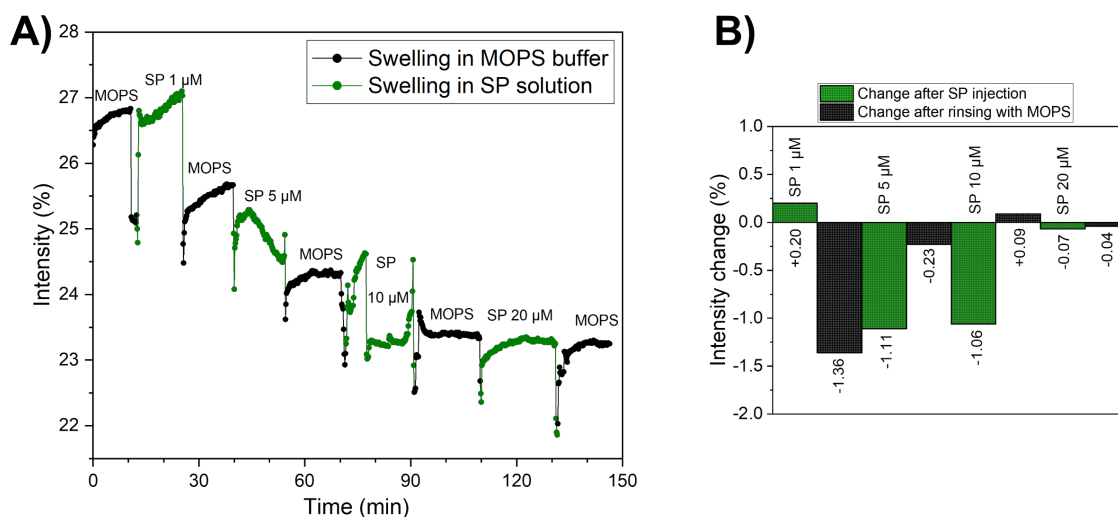 A)
28
27
26
25
24
23
22
Intensity (%)
0
30
60
90
120
150
Time (min)
Swelling in MOPS buffer
Swelling in SP solution
MOPS
SP 1 µM
MOPS
SP 5 µM
MOPS
SP
10 µM
MOPS
SP 20 µM
MOPS
B)
Change after SP injection
Change after rinsing with MOPS
1.0
0.5
0.0
-0.5
-1.0
-1.5
-2.0
Intensity change (%)
SP 1 µM
SP 5 µM
SP 10 µM
SP 20 µM
+0.20
-1.36
-1.11
-0.23
-1.06
+0.09
-0.07
-0.04